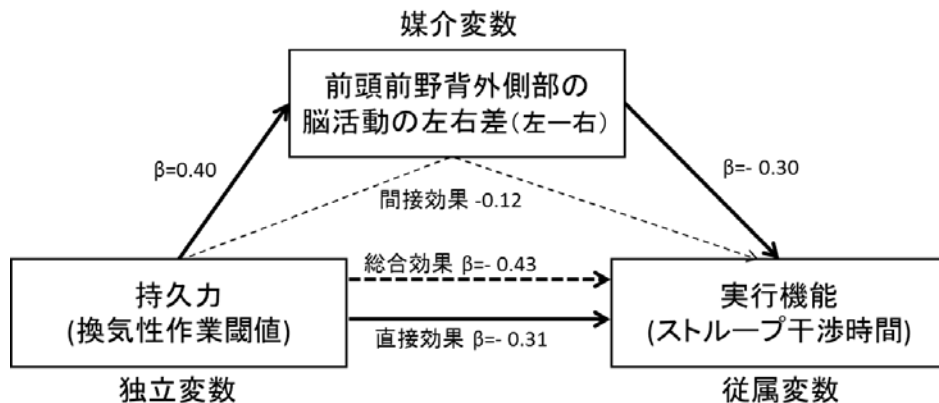 媒介変数
前頭前野背外側部の
脳活動の左右差(左ー右)
β=0.40
β=- 0.30
間接効果 -0.12
総合効果 β=- 0.43
持久力
(換気性作業閾値)
実行機能
(ストループ干渉時間)
直接効果 β=- 0.31
独立変数
従属変数